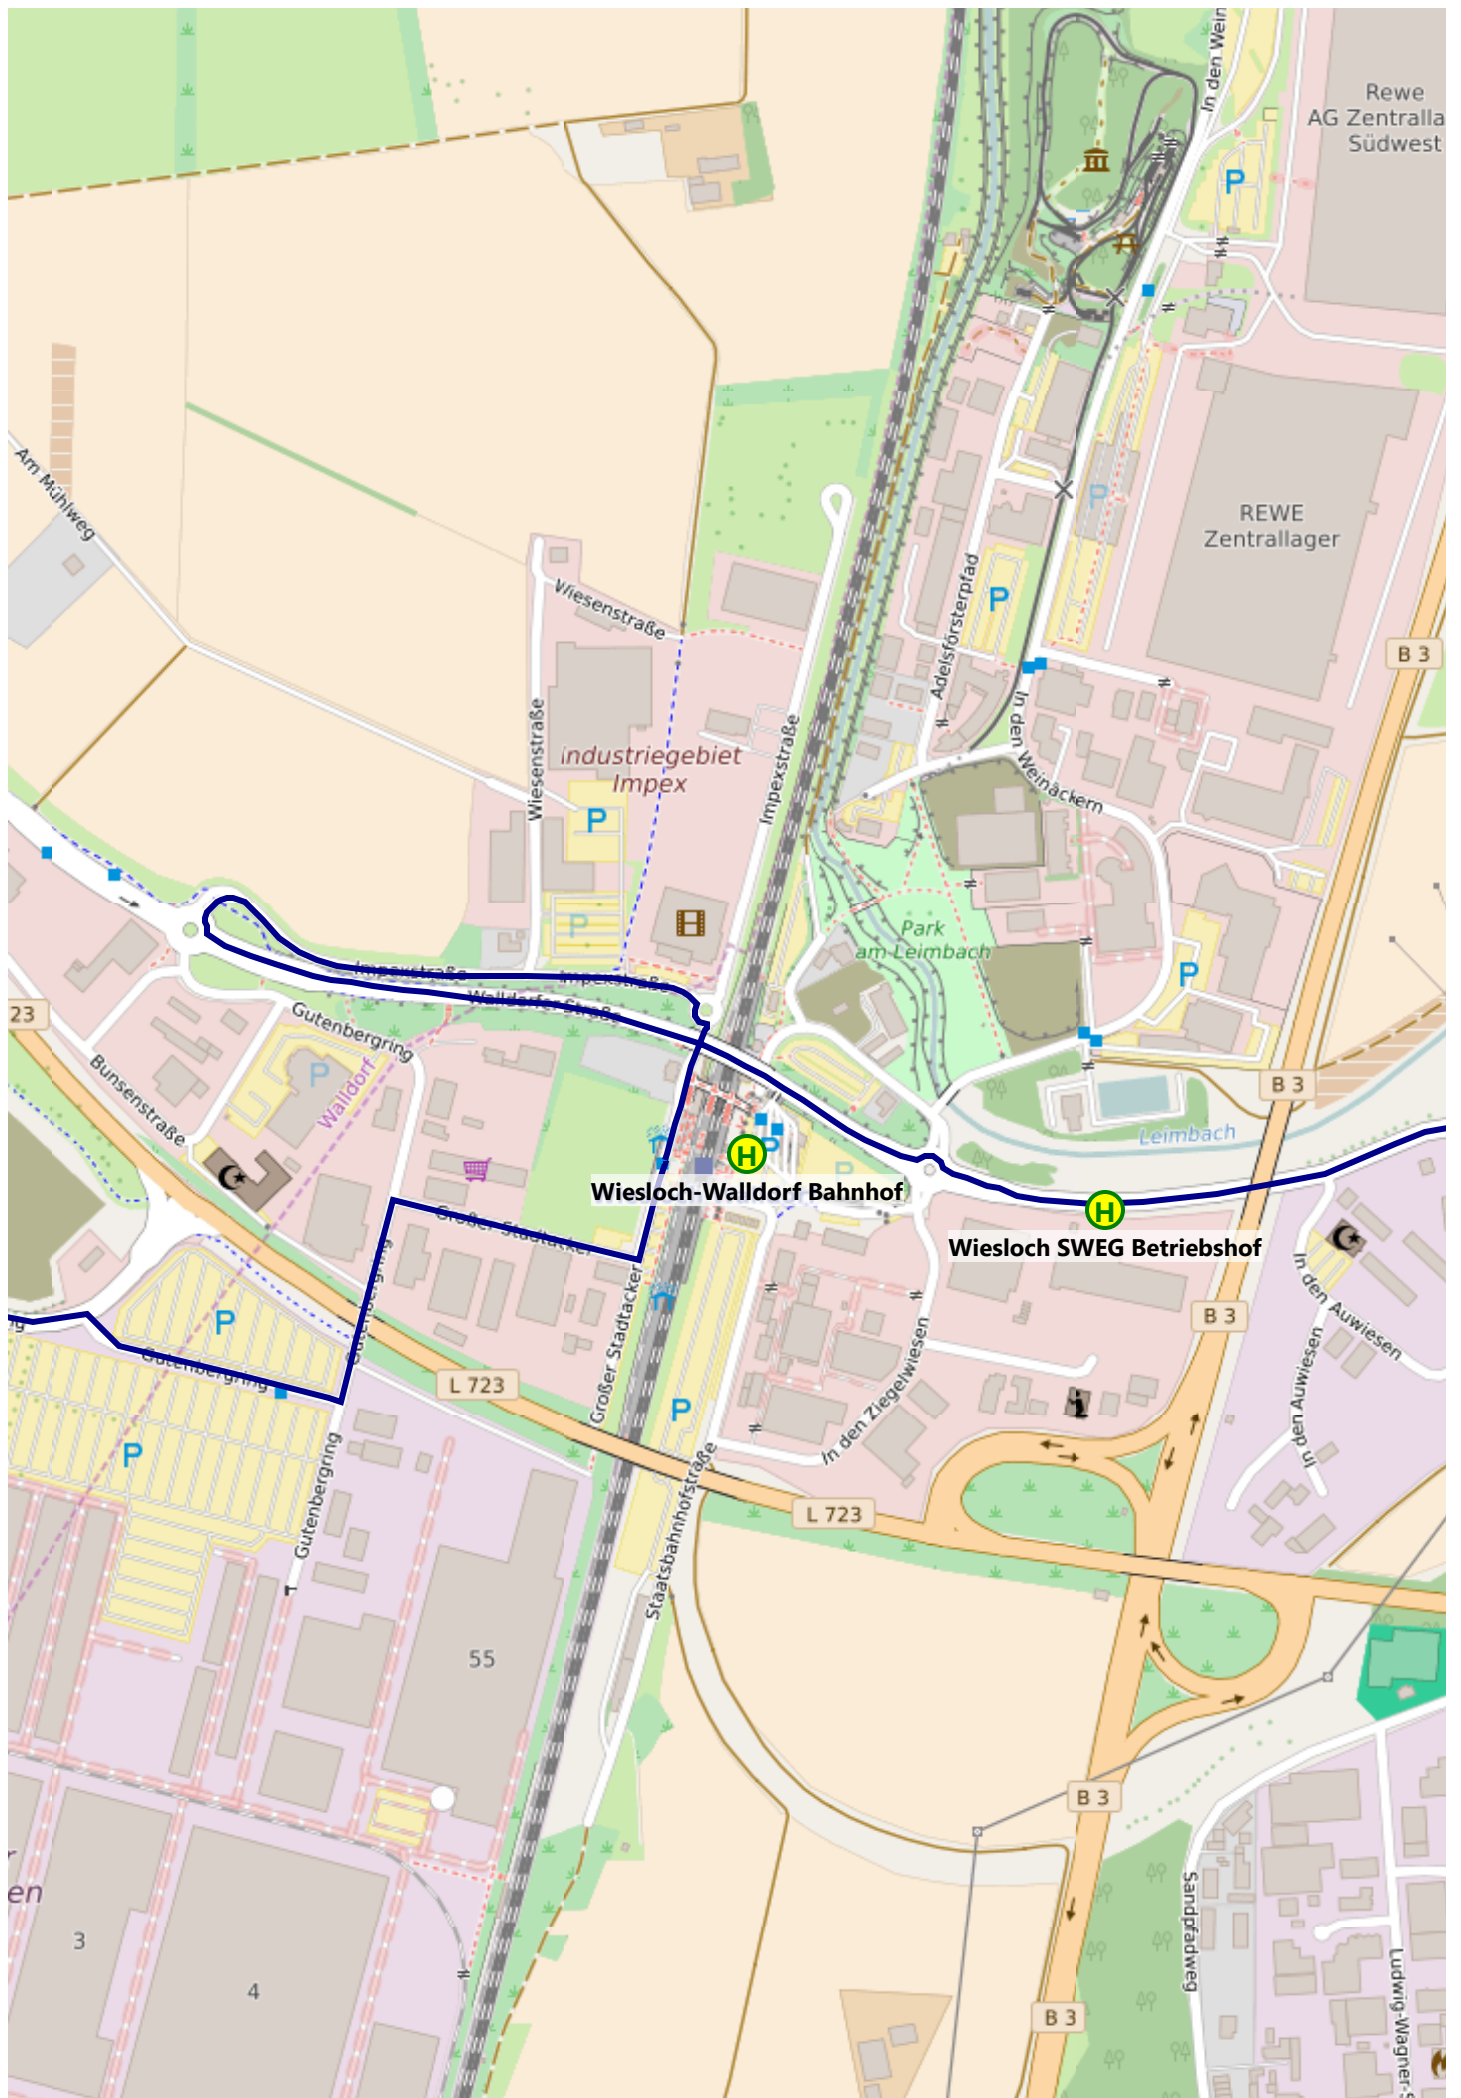 In den Wein
Rewe
AG Zentralla
Südwest
P
Am Mühlweg
REWE
Zentrallager
P
Wiesenstraße
Adelsförsterpfad
P
B 3
Wiesenstraße
In den Weinäckern
Industriegebiet
Impex
Impexstraße
P
P
Park
am Leimbach
P
Impexstraße
Impexstraße
Walldorfer Straße
23
Gutenbergring
Bunsenstraße
P
Walldorf
B 3
Leimbach
H
P
P
Wiesloch-Walldorf Bahnhof
H
Wiesloch SWEG Betriebshof
Großer Stadtacker
Gutenbergring
Großer Stadtacker
In den Auwiesen
In den Auwiesen
In den Auwiesen
B 3
P
Gutenbergring
L 723
P
P
In den Ziegelwiesen
Gutenbergring
Staatsbahnhofstraße
L 723
55
B 3
en
3
4
Sandpfadweg
Ludwig-Wagner-S
B 3